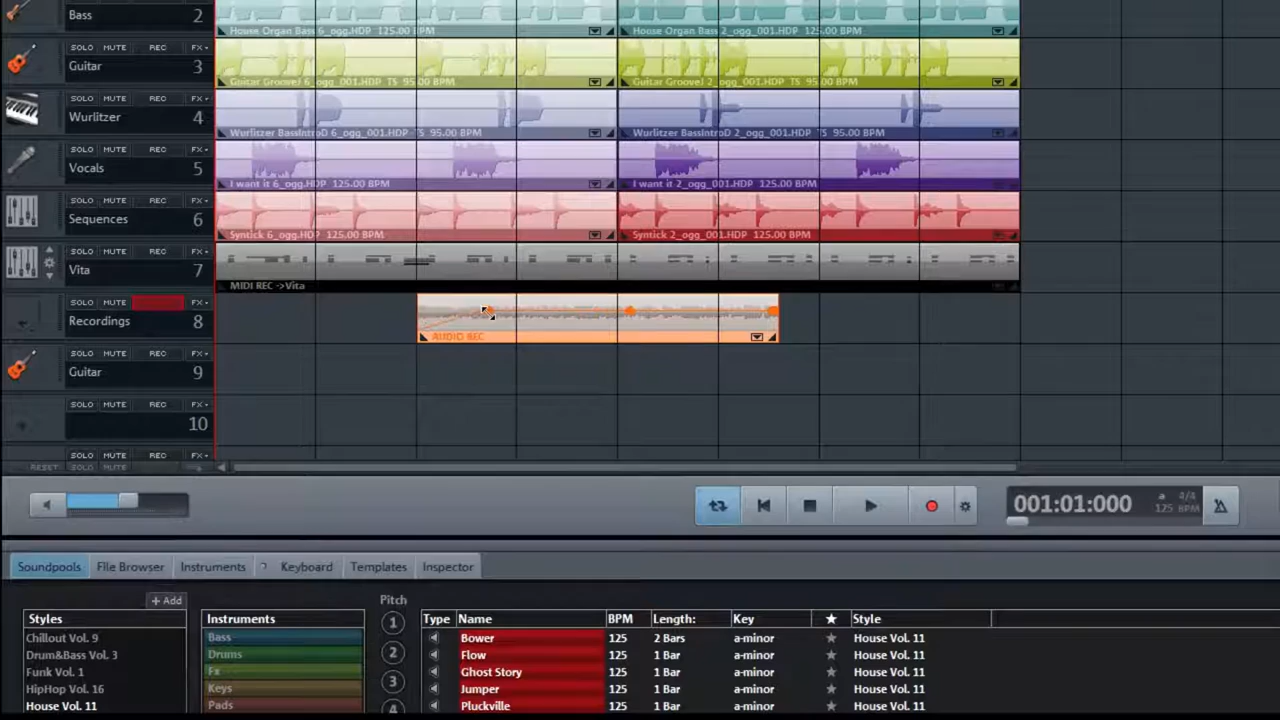 Bass 2
House Organ Bass 6_ogg.HDP 125.00 BPM House Organ Bass 2_ogg_001.HDP 125.00 BPM
SOLO MUTE REC FX
Guitar 3
Guitar GrooveJ 6_ogg_001.HDP TS 95.00 BPM Guitar GrooveJ 2_ogg_001.HDP TS 95.00 BPM
SOLO MUTE REC FX
Wurlitzer 4
Wurlitzer BassIntroD 6_ogg_001.HDP TS 95.00 BPM Wurlitzer BassIntroD 2_ogg_001.HDP TS 95.00 BPM
SOLO MUTE REC FX
Vocals 5
I want it 6_ogg.HDP 125.00 BPM I want it 2_ogg_001.HDP 125.00 BPM
SOLO MUTE REC FX
Sequences 6
Syntick 6_ogg.HDP 125.00 BPM Syntick 2_ogg_001.HDP 125.00 BPM
SOLO MUTE REC FX
Vita 7
MIDI REC ->Vita
SOLO MUTE FX
Recordings 8
AUDIO REC
SOLO MUTE REC FX
Guitar 9
SOLO MUTE REC FX
10
SOLO MUTE REC FX
RESET SOLO MUTE
001:01:000 4/4
125 BPM
Soundpools File Browser Instruments Keyboard Templates Inspector
+ Add Pitch
Styles Instruments 1 Type Name BPM Length: Key ★ Style
Chillout Vol. 9 Bass Bower 125 2 Bars a-minor ★ House Vol. 11
Drum&Bass Vol. 3 Drums 2 Flow 125 1 Bar a-minor ★ House Vol. 11
Funk Vol. 1 Fx 3 Ghost Story 125 1 Bar a-minor ★ House Vol. 11
HipHop Vol. 16 Keys Jumper 125 1 Bar a-minor ★ House Vol. 11
House Vol. 11 Pads 4 Pluckville 125 1 Bar a-minor ★ House Vol. 11